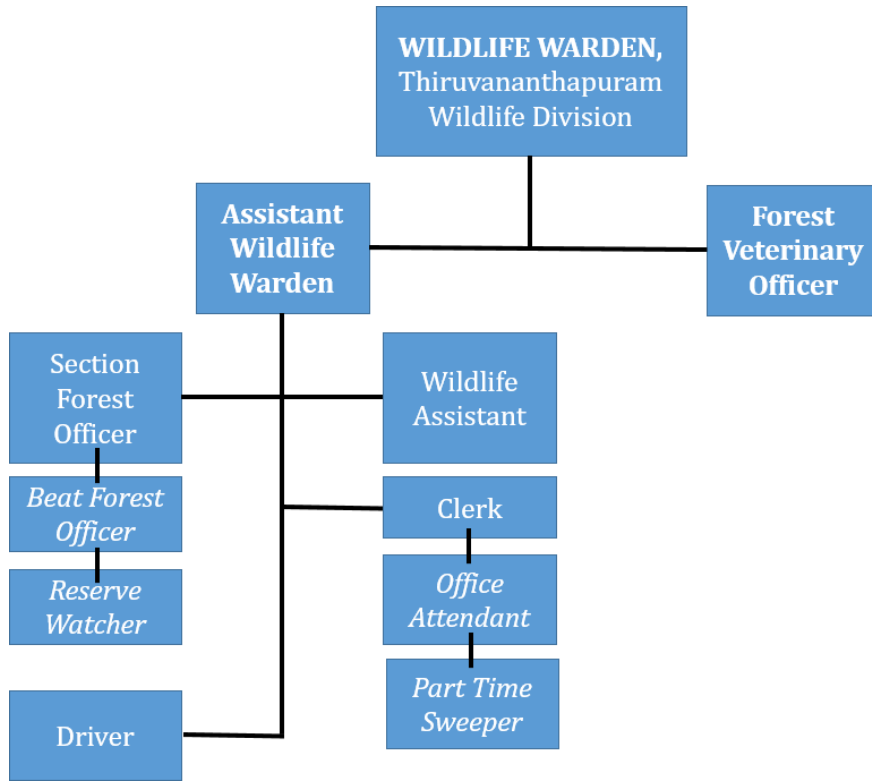 WILDLIFE WARDEN,
Thiruvananthapuram
Wildlife Division
Assistant
Wildlife
Warden
Forest
Veterinary
Officer
Section
Forest
Officer
Wildlife
Assistant
Beat Forest
Officer
Clerk
Reserve
Watcher
Office
Attendant
Driver
Part Time
Sweeper